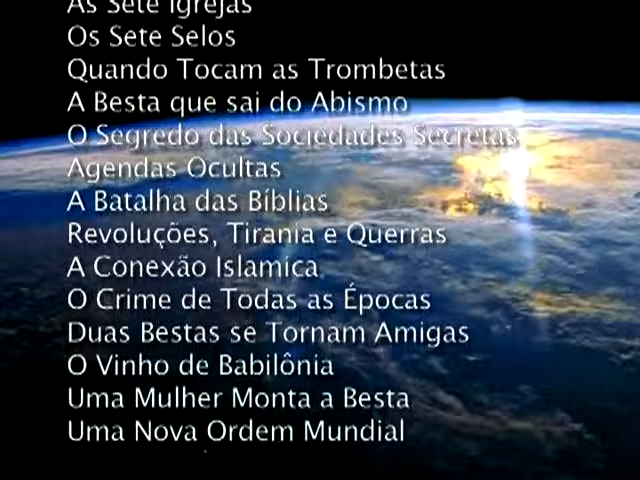 As Sete Igrejas
Os Sete Selos
Quando Tocam as Trombetas
A Besta que sai do Abismo
O Segredo das Sociedades Secretas
Agendas Ocultas
A Batalha das Bíblias
Revoluções, Tirania e Querras
A Conexão Islamica
O Crime de Todas as Épocas
Duas Bestas se Tornam Amigas
O Vinho de Babilônia
Uma Mulher Monta a Besta
Uma Nova Ordem Mundial